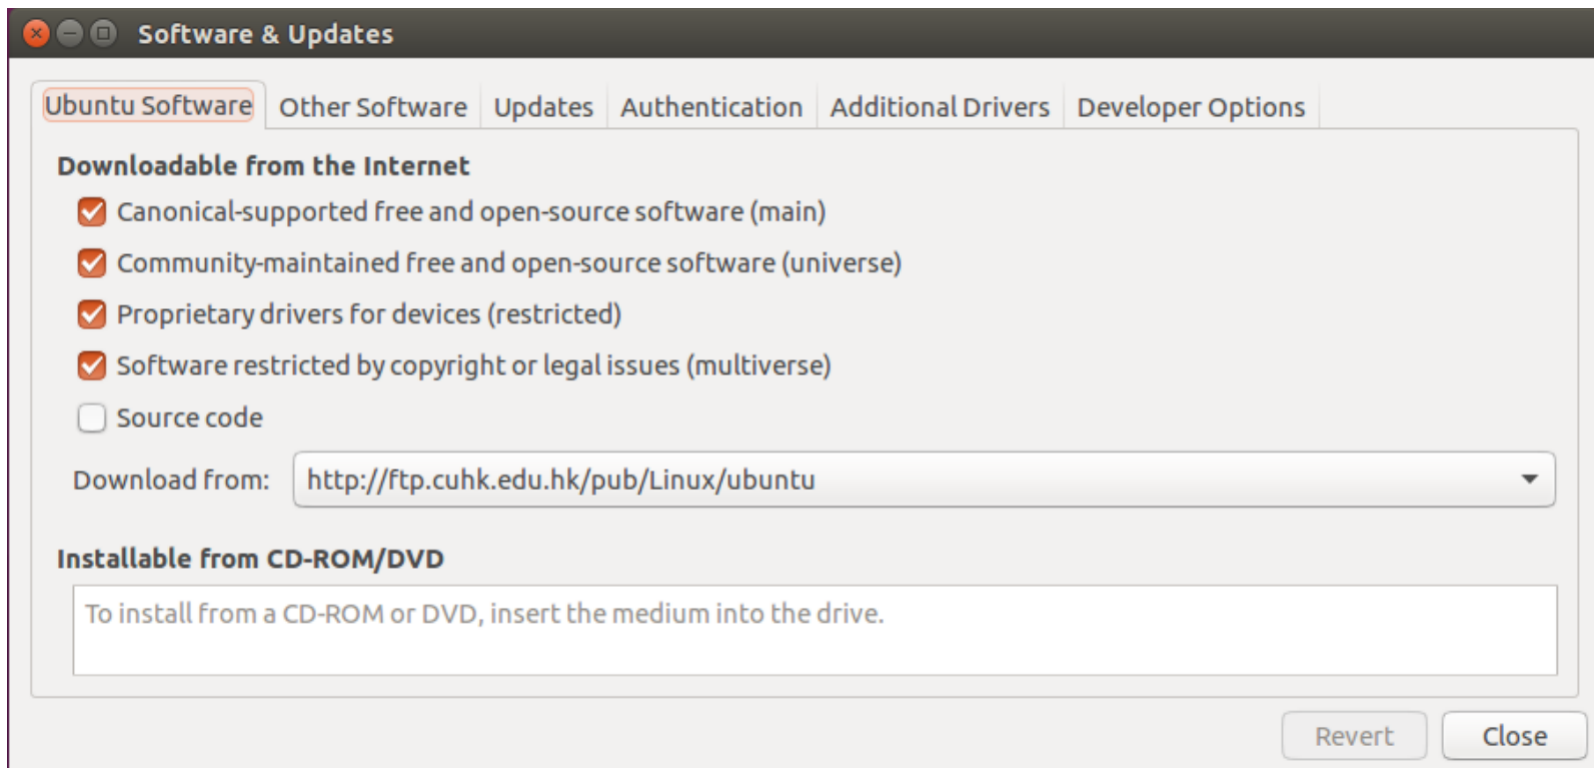 Software & Updates
Ubuntu Software Other Software Updates Authentication Additional Drivers Developer Options
Downloadable from the Internet
Canonical-supported free and open-source software (main)
Community-maintained free and open-source software (universe)
Proprietary drivers for devices (restricted)
Software restricted by copyright or legal issues (multiverse)
Source code
Download from: http://ftp.cuhk.edu.hk/pub/Linux/ubuntu
Installable from CD-ROM/DVD
To install from a CD-ROM or DVD, insert the medium into the drive.
Revert Close